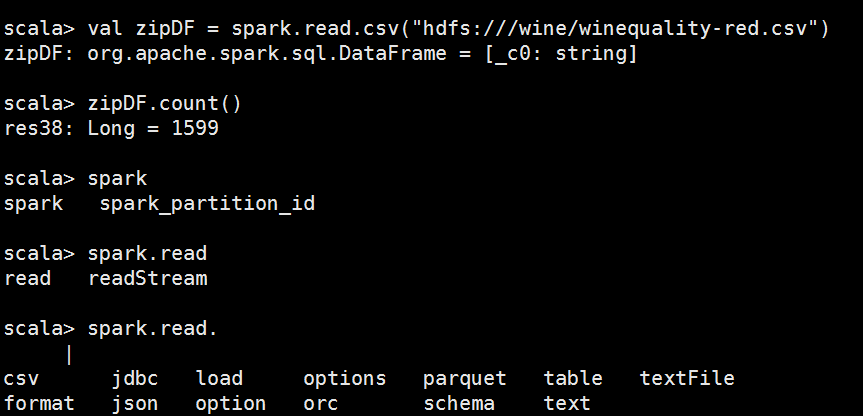 scala> val zipDF = spark.read.csv("hdfs:///wine/winequality-red.csv")
zipDF: org.apache.spark.sql.DataFrame = [_c0: string]
scala> zipDF.count()
res38: Long = 1599
scala> spark
spark   spark_partition_id
scala> spark.read
read   readStream
scala> spark.read.
|
csv      jdbc   load     options   parquet   table   textFile
format   json   option   orc       schema    text